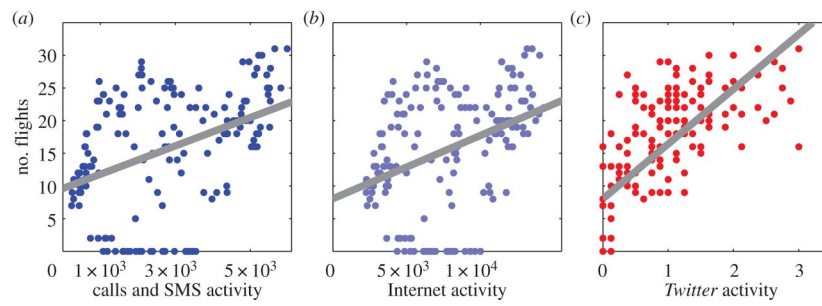 (a) (b) (c)
no. flights
30
25
20
15
10
5
0 1 × 10³ 3 × 10³ 5 × 10³
calls and SMS activity
0 5 × 10³ 1 × 10⁴
Internet activity
0 1 2 3
Twitter activity